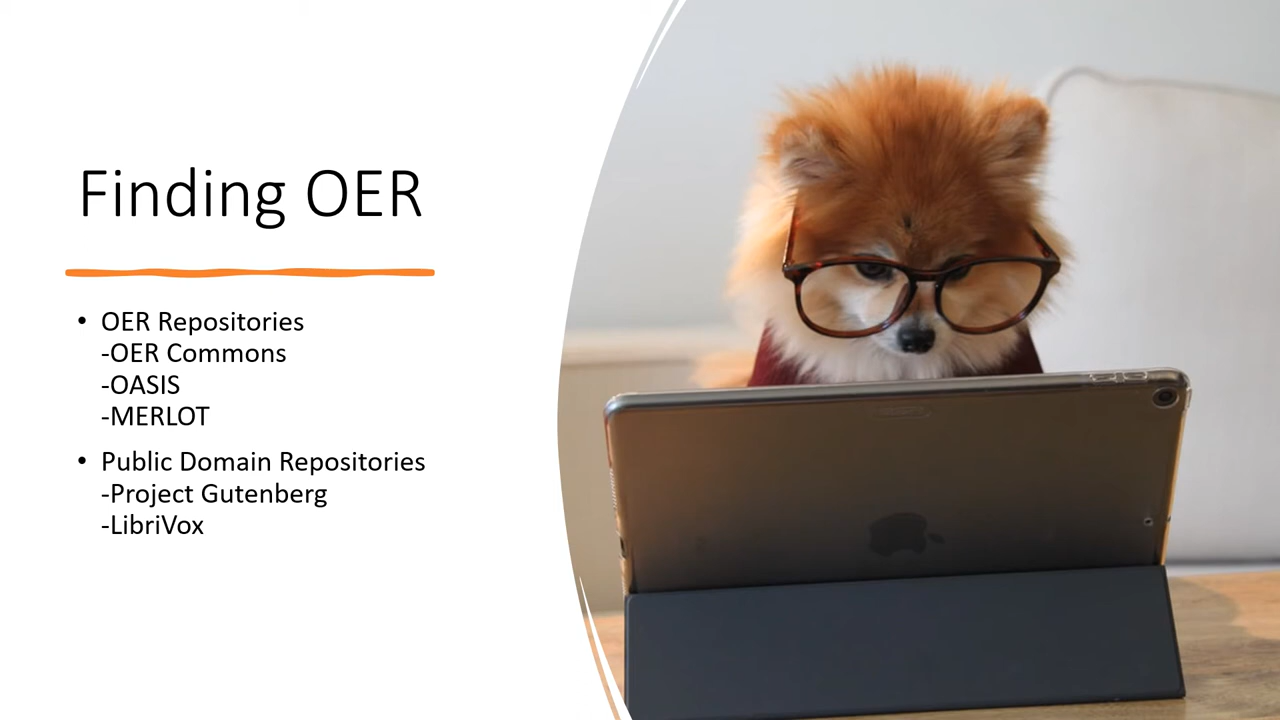 Finding OER
• OER Repositories
-OER Commons
-OASIS
-MERLOT
• Public Domain Repositories
-Project Gutenberg
-LibriVox